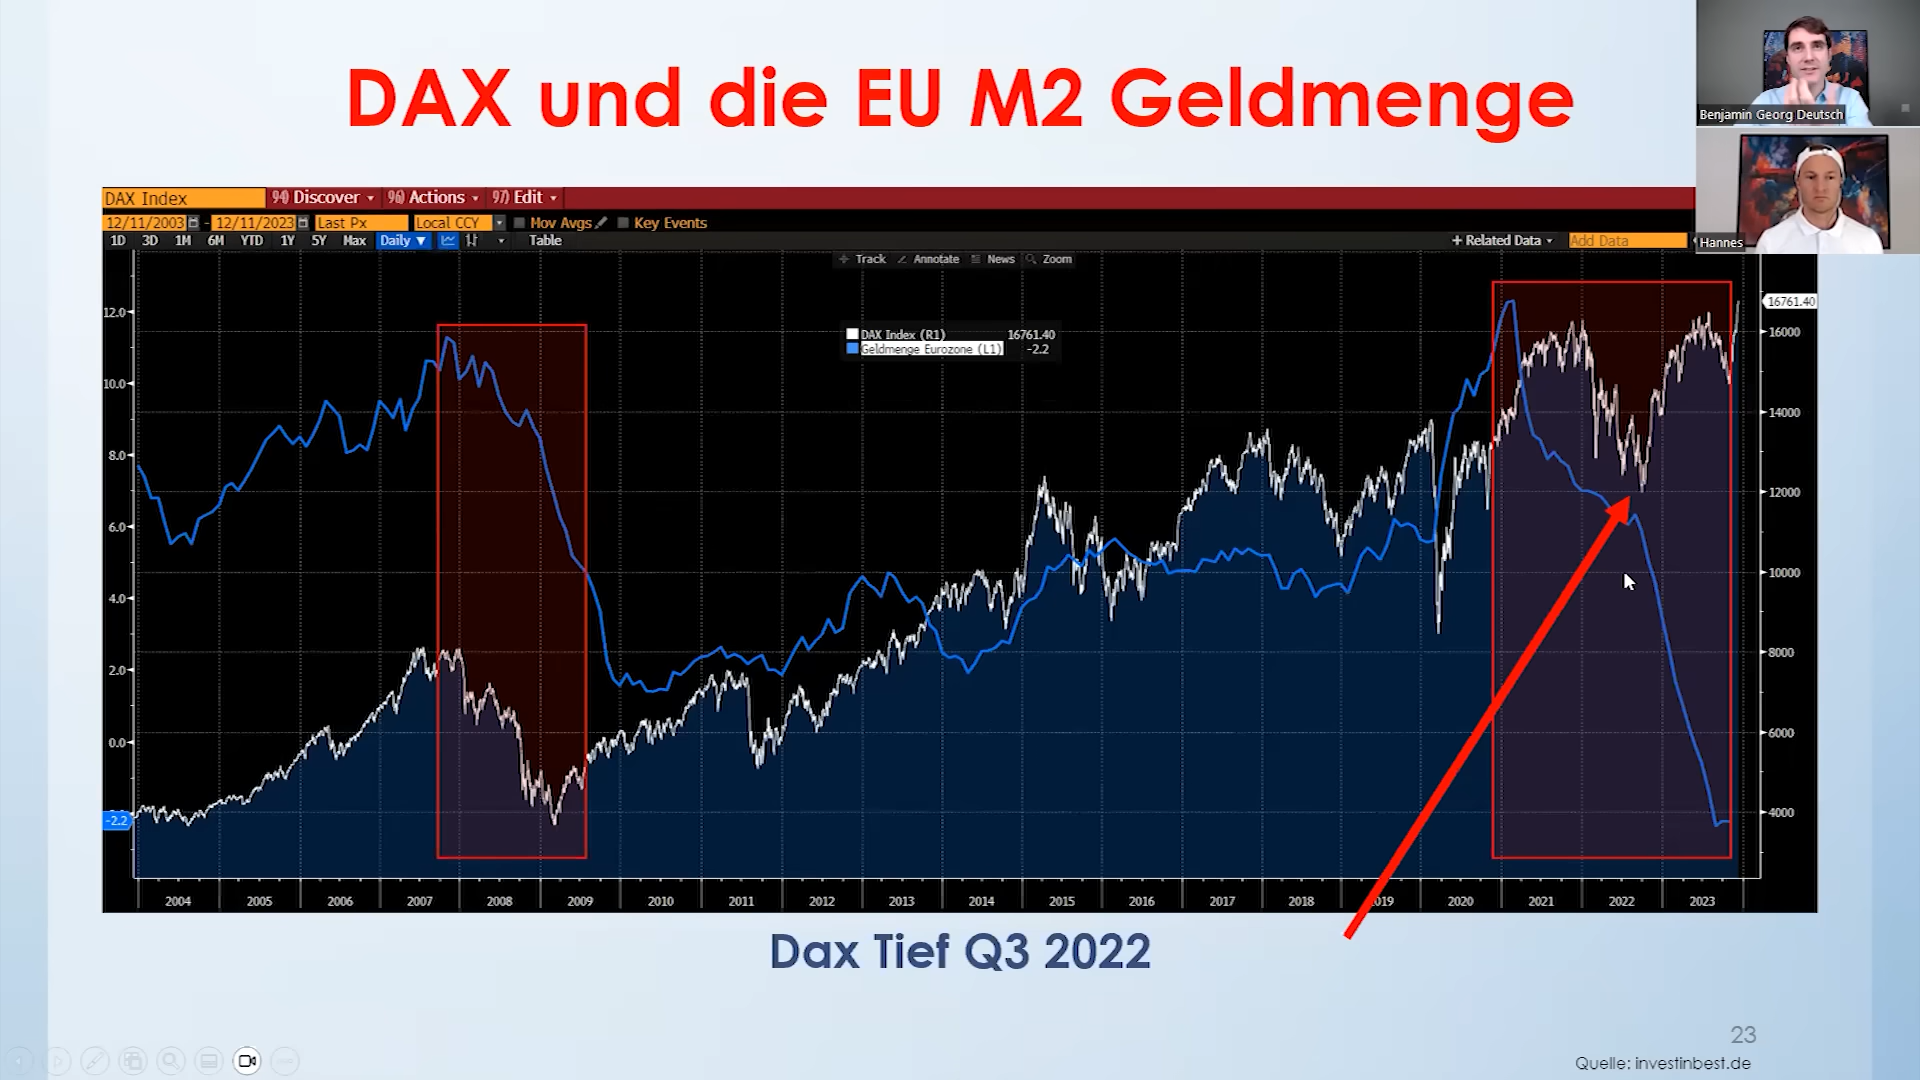 DAX und die EU M2 Geldmenge
Benjamin Georg Deutsch
Hannes
DAX Index 94) Discover 96) Actions 97) Edit
12/11/2003 - 12/11/2023 Last Px Local CCY Mov Avgs Key Events
1D 3D 1M 6M YTD 1Y 5Y Max Daily ▼ Table + Related Data Add Data
Track Annotate News Zoom
DAX Index (R1) 16761.40
Geldmenge Eurozone (L1) -2.2
12.0
10.0
8.0
6.0
4.0
2.0
0.0
-2.2
16761.40
16000
14000
12000
10000
8000
6000
4000
2004 2005 2006 2007 2008 2009 2010 2011 2012 2013 2014 2015 2016 2017 2018 2019 2020 2021 2022 2023
Dax Tief Q3 2022
23
Quelle: investinbest.de